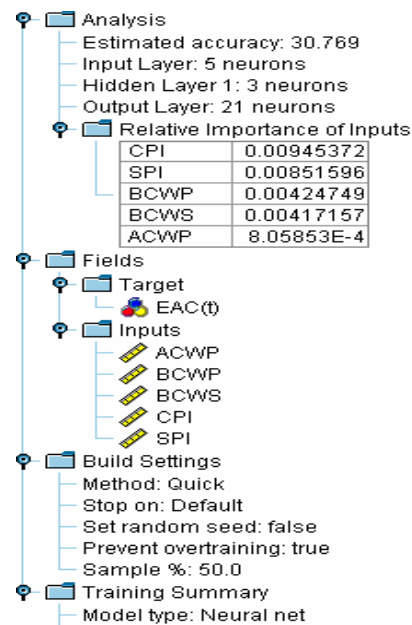 Analysis
Estimated accuracy: 30.769
Input Layer: 5 neurons
Hidden Layer 1: 3 neurons
Output Layer: 21 neurons
Relative Importance of Inputs
CPI 0.00945372
SPI 0.00851596
BCWP 0.00424749
BCWS 0.00417157
ACWP 8.05853E-4
Fields
Target
EAC(t)
Inputs
ACWP
BCWP
BCWS
CPI
SPI
Build Settings
Method: Quick
Stop on: Default
Set random seed: false
Prevent overtraining: true
Sample %: 50.0
Training Summary
Model type: Neural net